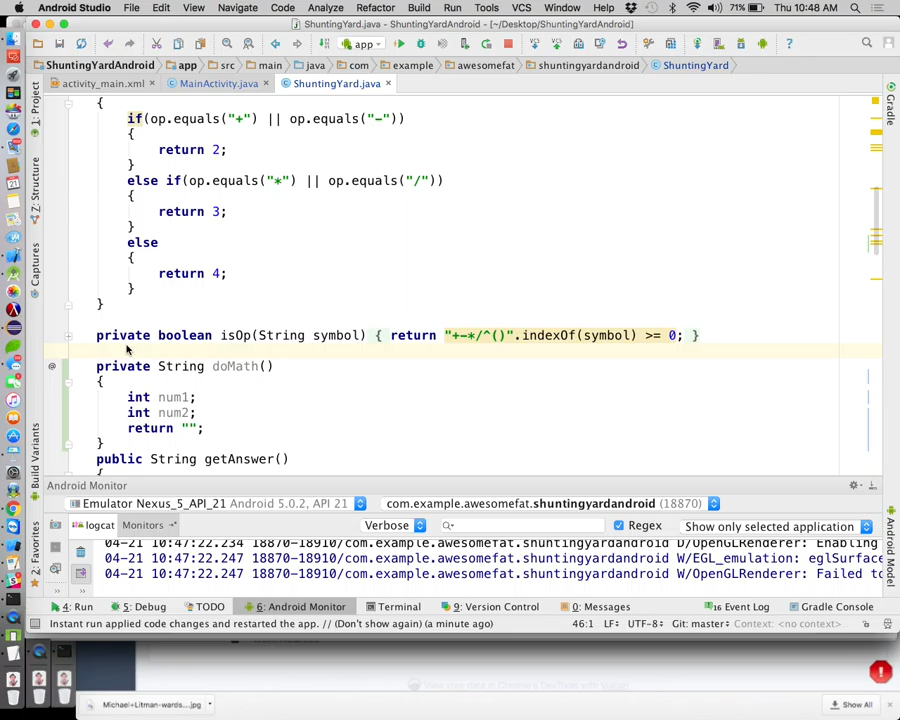 Android Studio File Edit View Navigate Code Analyze Refactor Build Run Tools VCS Window Help 71% Thu 10:48 AM
ShuntingYard.java - ShuntingYardAndroid - [~/Desktop/ShuntingYardAndroid]
app
ShuntingYardAndroid app src main java com example awesomefat shuntingyardandroid ShuntingYard
activity_main.xml MainActivity.java ShuntingYard.java
1: Project
7: Structure
Captures
Build Variants
2: Favorites
Gradle
Android Model
{
if(op.equals("+") || op.equals("-"))
{
return 2;
}
else if(op.equals("*") || op.equals("/"))
{
return 3;
}
else
{
return 4;
}
}
private boolean isOp(String symbol) { return "+-*/^()".indexOf(symbol) >= 0; }
@ private String doMath()
{
int num1;
int num2;
return "";
}
public String getAnswer()
{
Android Monitor
Emulator Nexus_5_API_21 Android 5.0.2, API 21 com.example.awesomefat.shuntingyardandroid (18870)
logcat Monitors Verbose Regex Show only selected application
04-21 10:47:22.234 18870-18910/com.example.awesomefat.shuntingyardandroid D/OpenGLRenderer: Enabling
04-21 10:47:22.247 18870-18910/com.example.awesomefat.shuntingyardandroid W/EGL_emulation: eglSurfac
04-21 10:47:22.247 18870-18910/com.example.awesomefat.shuntingyardandroid W/OpenGLRenderer: Failed to
4: Run 5: Debug TODO 6: Android Monitor Terminal 9: Version Control 0: Messages 16 Event Log Gradle Console
Instant run applied code changes and restarted the app. // (Don't show again) (a minute ago) 46:1 LF UTF-8 Git: master Context: <no context>
Michael+Litman-wards....jpg Show All